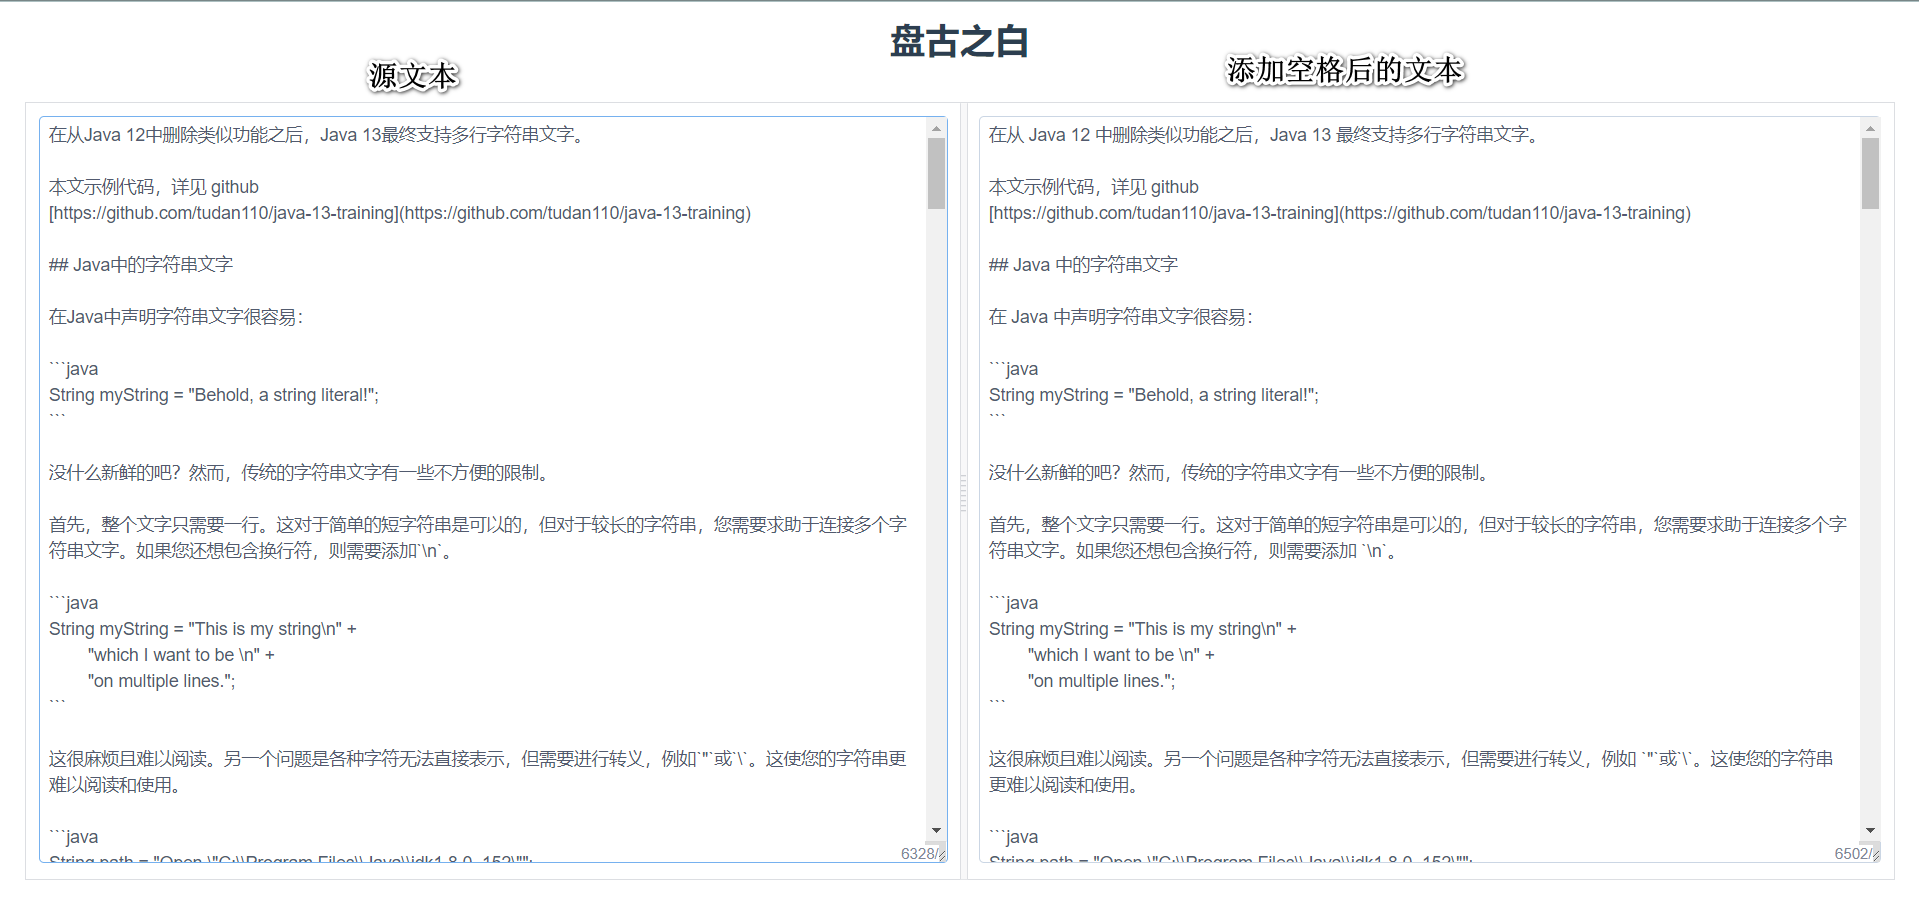 盘古之白
源文本
添加空格后的文本
在从Java 12中删除类似功能之后，Java 13最终支持多行字符串文字。
本文示例代码，详见 github
[https://github.com/tudan110/java-13-training](https://github.com/tudan110/java-13-training)
## Java中的字符串文字
在Java中声明字符串文字很容易：
```java
String myString = "Behold, a string literal!";
```
没什么新鲜的吧？然而，传统的字符串文字有一些不方便的限制。
首先，整个文字只需要一行。这对于简单的短字符串是可以的，但对于较长的字符串，您需要求助于连接多个字
符串文字。如果您还想包含换行符，则需要添加`\n`。
```java
String myString = "This is my string\n" +
"which I want to be \n" +
"on multiple lines.";
```
这很麻烦且难以阅读。另一个问题是各种字符无法直接表示，但需要进行转义，例如`"`或`\`。这使您的字符串更
难以阅读和使用。
```java
String path = "Open \"C:\\Program Files\\Java\\jdk1.8.0_152\"";
6328/
在从 Java 12 中删除类似功能之后，Java 13 最终支持多行字符串文字。
本文示例代码，详见 github
[https://github.com/tudan110/java-13-training](https://github.com/tudan110/java-13-training)
## Java 中的字符串文字
在 Java 中声明字符串文字很容易：
```java
String myString = "Behold, a string literal!";
```
没什么新鲜的吧？然而，传统的字符串文字有一些不方便的限制。
首先，整个文字只需要一行。这对于简单的短字符串是可以的，但对于较长的字符串，您需要求助于连接多个字
符串文字。如果您还想包含换行符，则需要添加 `\n`。
```java
String myString = "This is my string\n" +
"which I want to be \n" +
"on multiple lines.";
```
这很麻烦且难以阅读。另一个问题是各种字符无法直接表示，但需要进行转义，例如 `"`或`\`。这使您的字符串
更难以阅读和使用。
```java
String path = "Open \"C:\\Program Files\\Java\\jdk1.8.0_152\"";
6502/